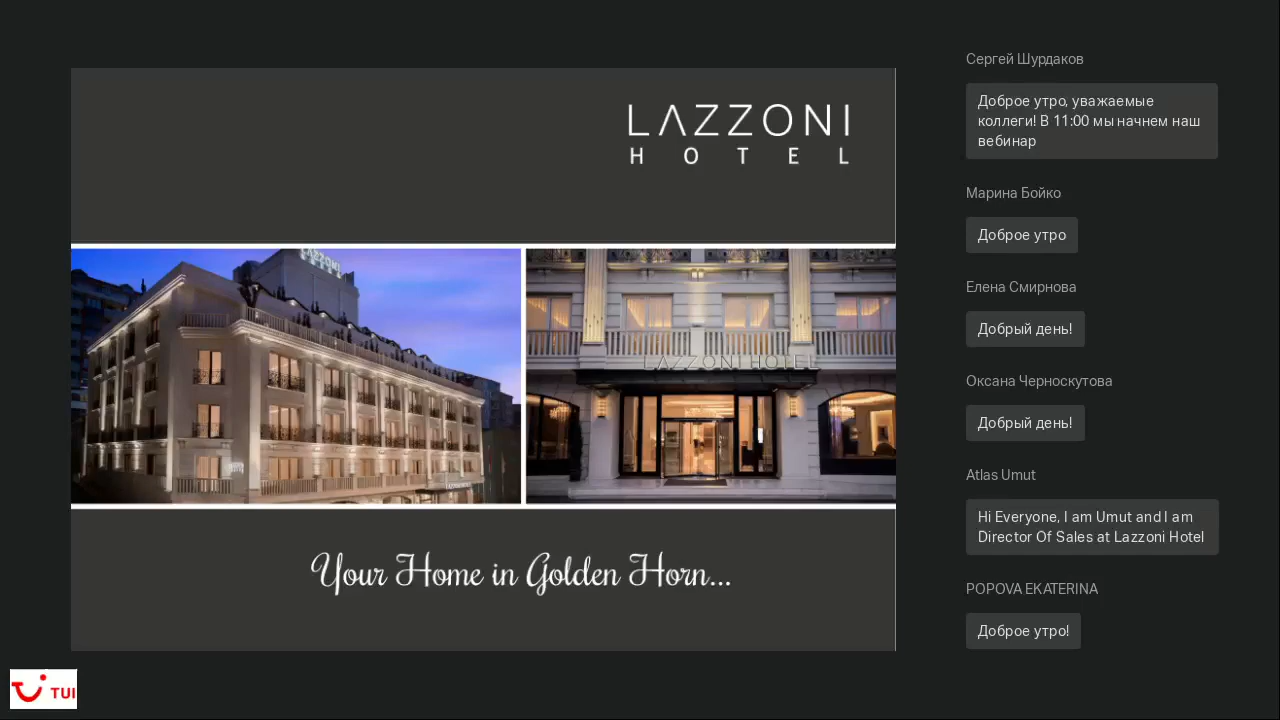 LAZZONI
HOTEL
LAZZONI
LAZZONI HOTEL
Your Home in Golden Horn...
TUI
Сергей Шурдаков
Доброе утро, уважаемые
коллеги! В 11:00 мы начнем наш
вебинар
Марина Бойко
Доброе утро
Елена Смирнова
Добрый день!
Оксана Черноскутова
Добрый день!
Atlas Umut
Hi Everyone, I am Umut and I am
Director Of Sales at Lazzoni Hotel
POPOVA EKATERINA
Доброе утро!